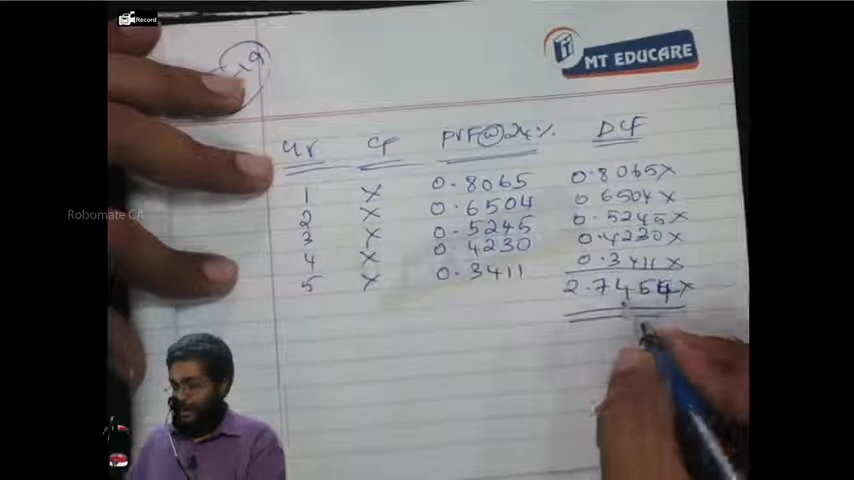 Record
MT EDUCARE
Yr CF PVF@24% DCF
1 X 0.8065 0.8065X
2 X 0.6504 0.6504X
3 X 0.5245 0.5245X
4 X 0.4230 0.4230X
5 X 0.3411 0.3411X
2.7454X
Robomate CA